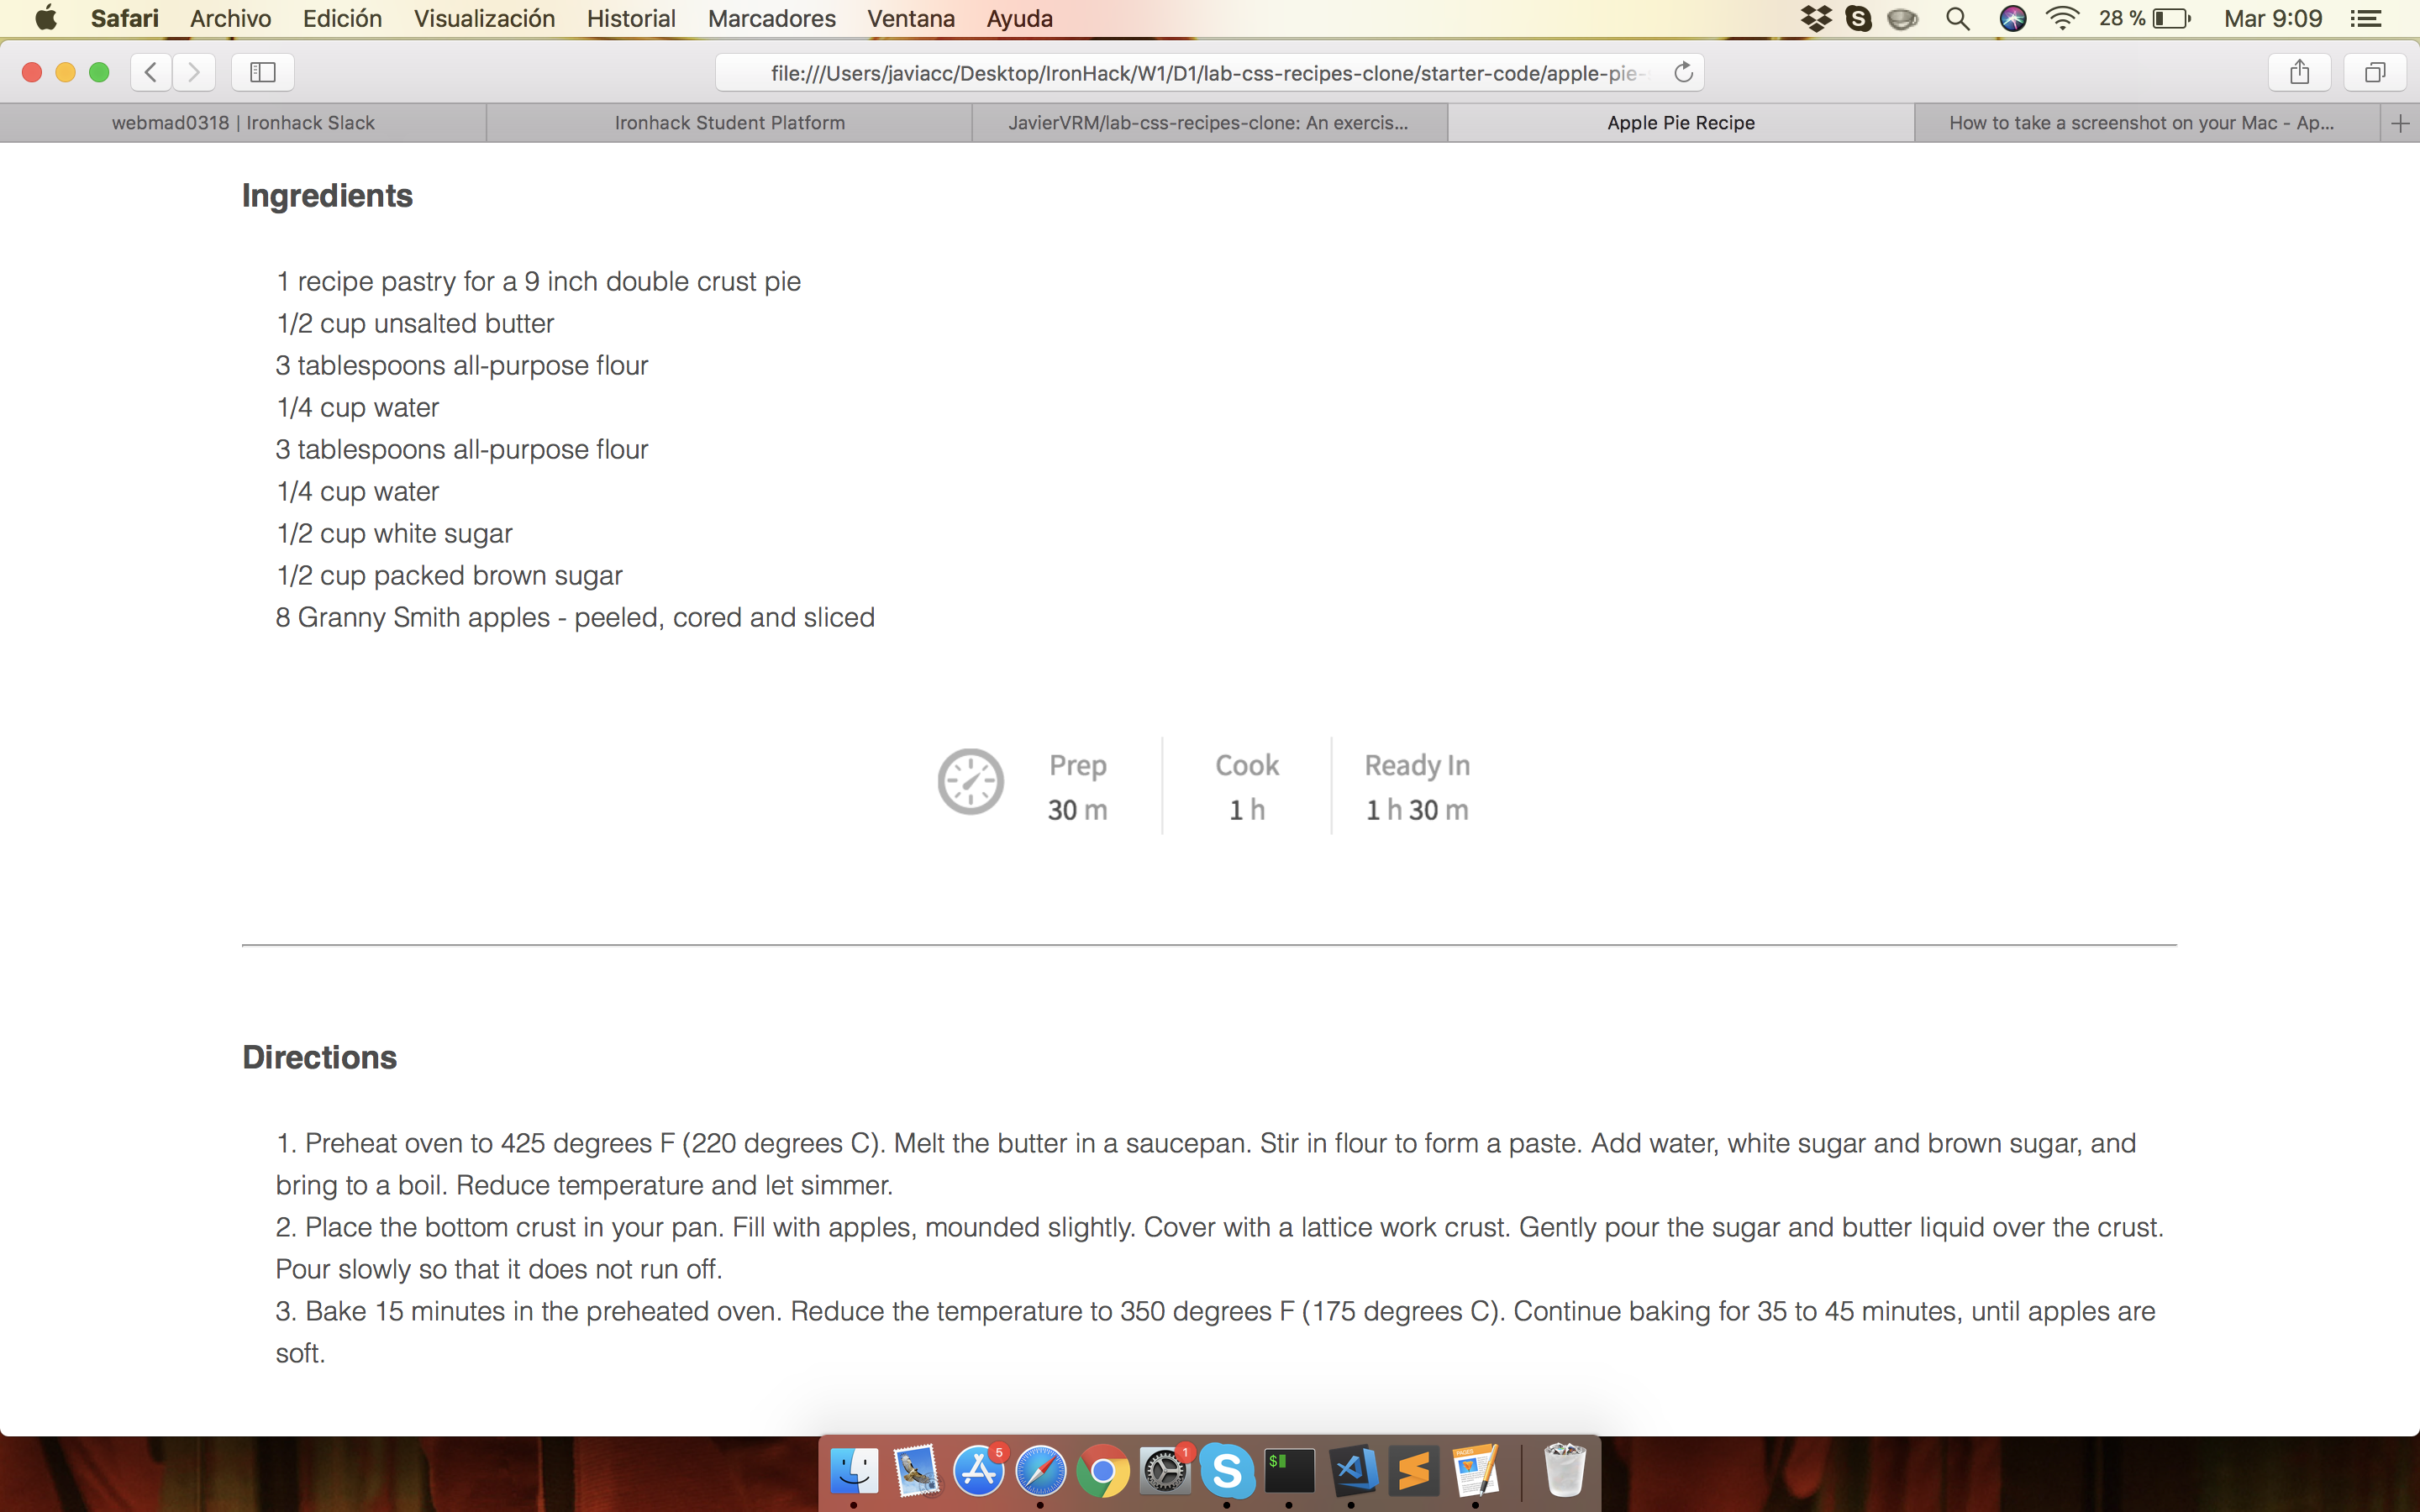 Safari Archivo Edición Visualización Historial Marcadores Ventana Ayuda 28 % Mar 9:09
file:///Users/javiacc/Desktop/IronHack/W1/D1/lab-css-recipes-clone/starter-code/apple-pie-
webmad0318 | Ironhack Slack Ironhack Student Platform JavierVRM/lab-css-recipes-clone: An exercis... Apple Pie Recipe How to take a screenshot on your Mac - Ap...
Ingredients
1 recipe pastry for a 9 inch double crust pie
1/2 cup unsalted butter
3 tablespoons all-purpose flour
1/4 cup water
3 tablespoons all-purpose flour
1/4 cup water
1/2 cup white sugar
1/2 cup packed brown sugar
8 Granny Smith apples - peeled, cored and sliced
Prep Cook Ready In
30 m 1 h 1 h 30 m
Directions
1. Preheat oven to 425 degrees F (220 degrees C). Melt the butter in a saucepan. Stir in flour to form a paste. Add water, white sugar and brown sugar, and
bring to a boil. Reduce temperature and let simmer.
2. Place the bottom crust in your pan. Fill with apples, mounded slightly. Cover with a lattice work crust. Gently pour the sugar and butter liquid over the crust.
Pour slowly so that it does not run off.
3. Bake 15 minutes in the preheated oven. Reduce the temperature to 350 degrees F (175 degrees C). Continue baking for 35 to 45 minutes, until apples are
soft.
5 1 S $ PAGES